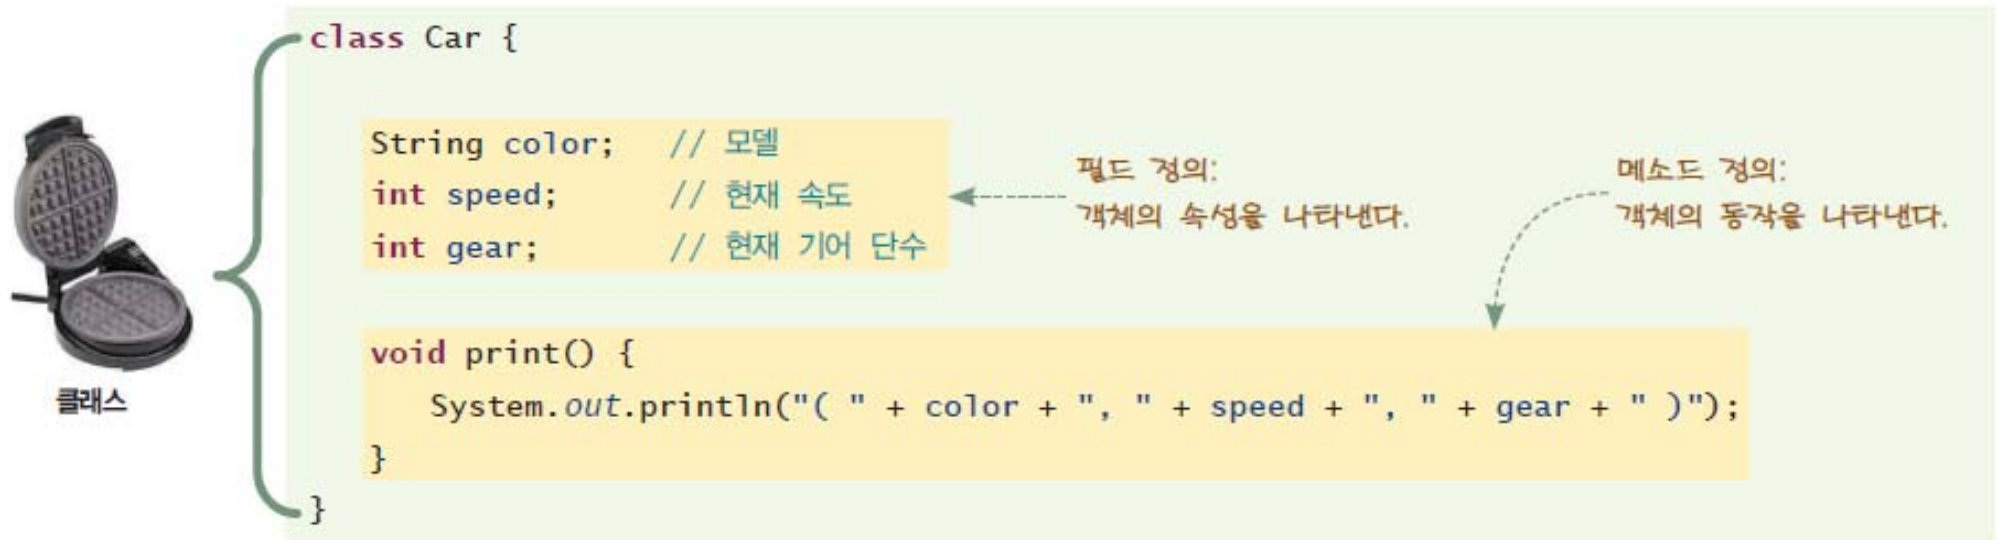 class Car {
String color; // 모델
int speed; // 현재 속도
int gear; // 현재 기어 단수
필드 정의:
객체의 속성을 나타낸다.
메소드 정의:
객체의 동작을 나타낸다.
void print() {
System.out.println("( " + color + ", " + speed + ", " + gear + " )");
}
}
클래스